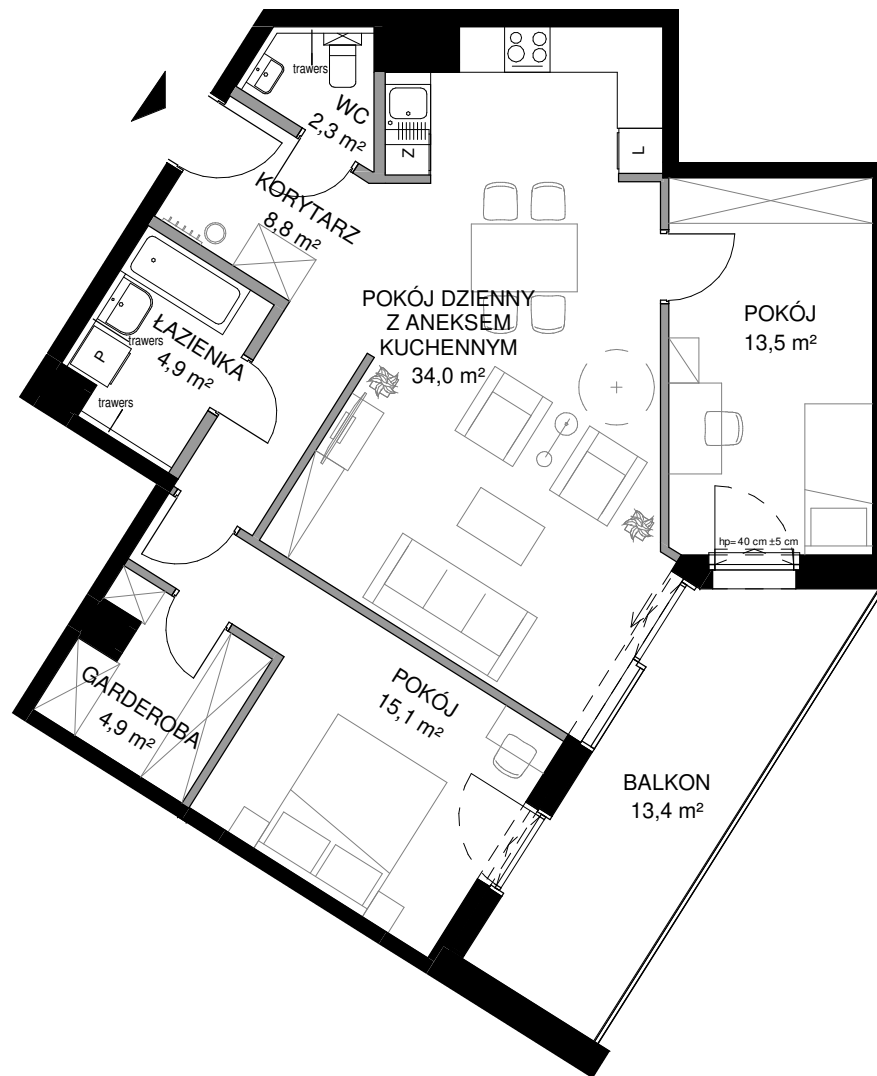 trawers
WC
2,3 m²
Z
L
KORYTARZ
8,8 m²
POKÓJ DZIENNY
Z ANEKSEM
KUCHENNYM
34,0 m²
POKÓJ
13,5 m²
ŁAZIENKA
4,9 m²
trawers
P
trawers
hp= 40 cm ±5 cm
GARDEROBA
4,9 m²
POKÓJ
15,1 m²
BALKON
13,4 m²